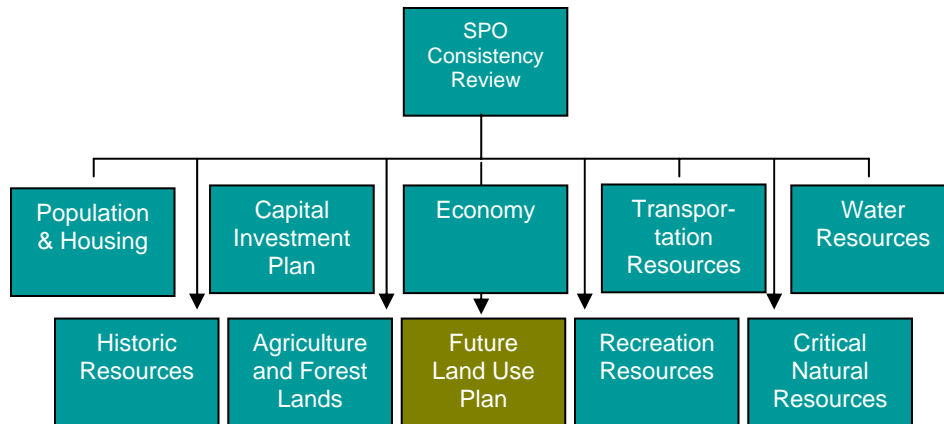 SPO
Consistency
Review
Population
& Housing
Capital
Investment
Plan
Economy
Transpor-
tation
Resources
Water
Resources
Historic
Resources
Agriculture
and Forest
Lands
Future
Land Use
Plan
Recreation
Resources
Critical
Natural
Resources